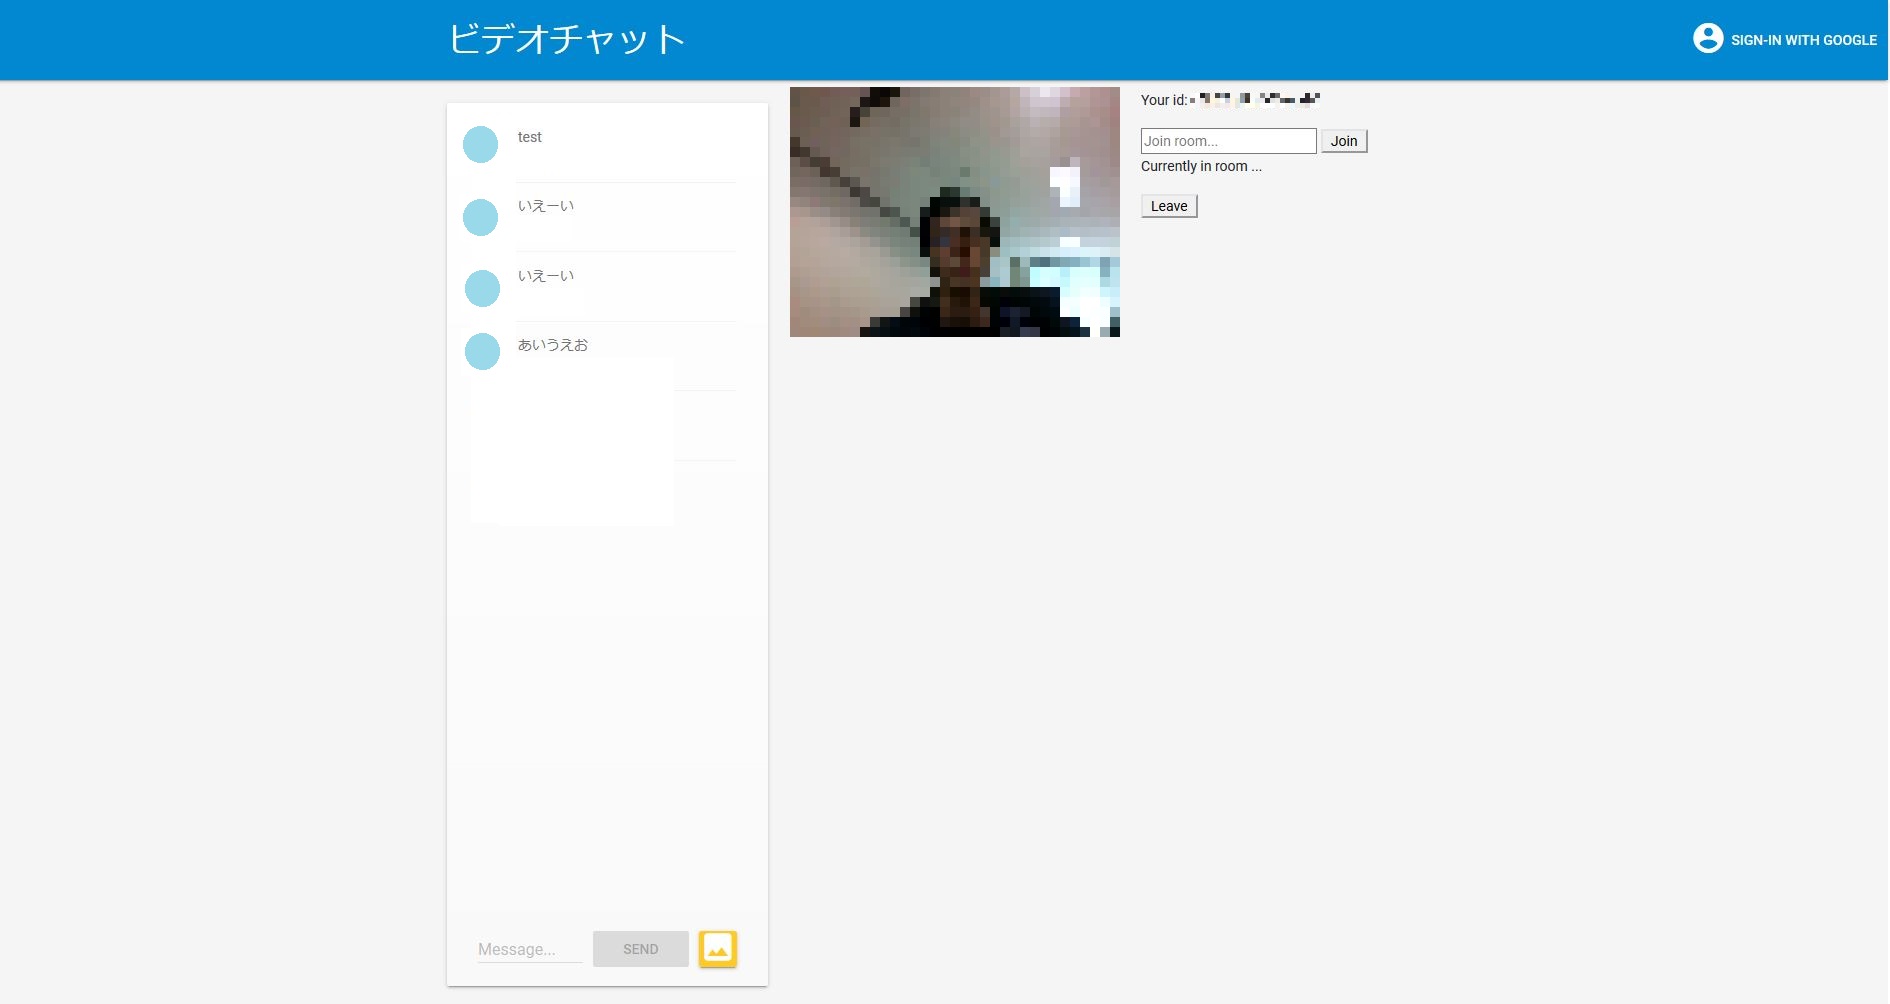 ビデオチャット
SIGN-IN WITH GOOGLE
test
いえーい
いえーい
あいうえお
Message...
SEND
Your id:
Join room...
Join
Currently in room ...
Leave